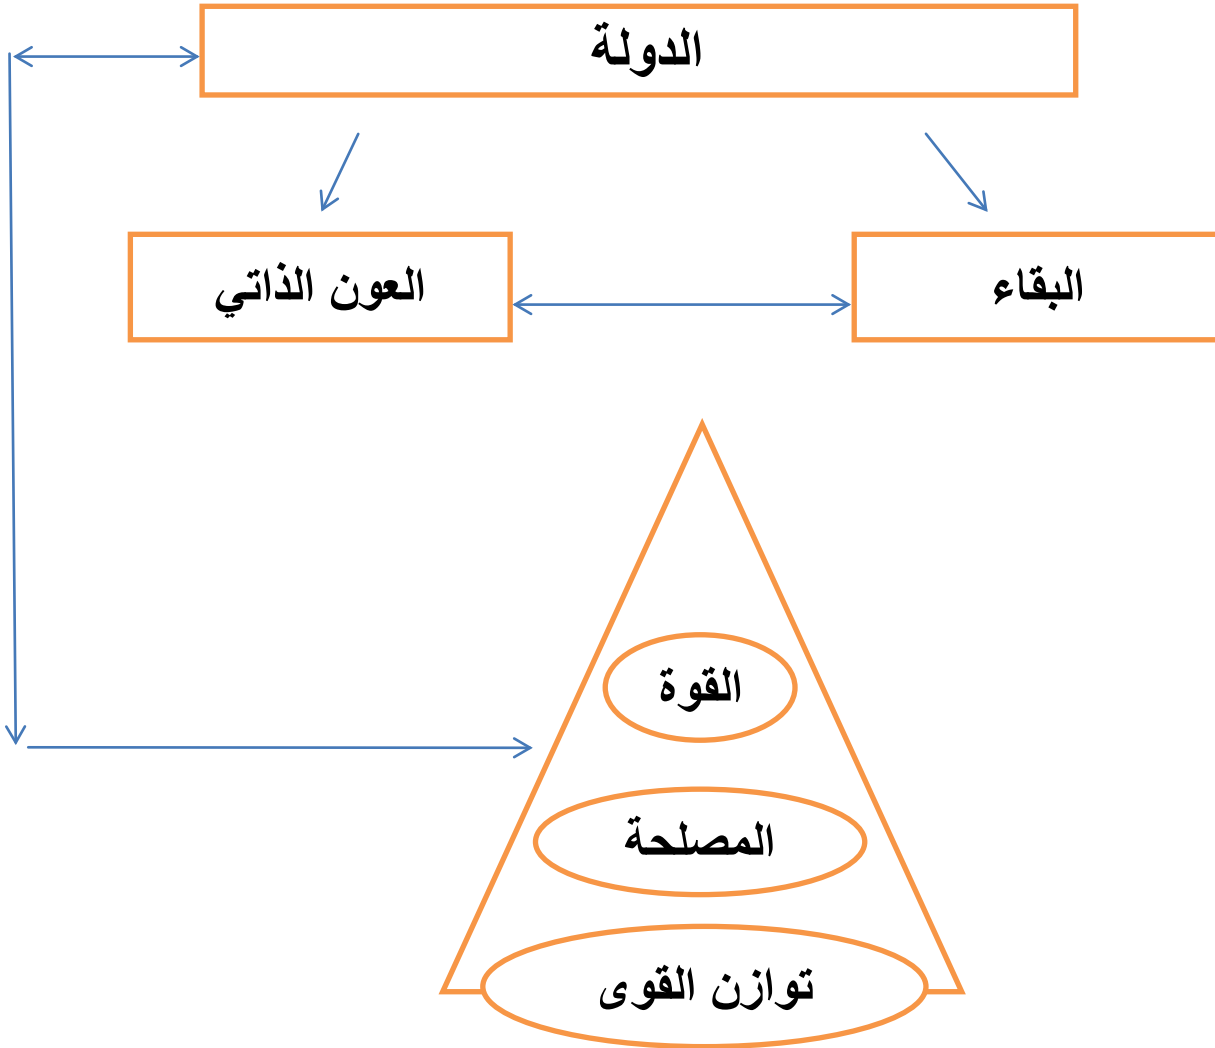 الدولة
البقاء
العون الذاتي
القوة
المصلحة
توازن القوى